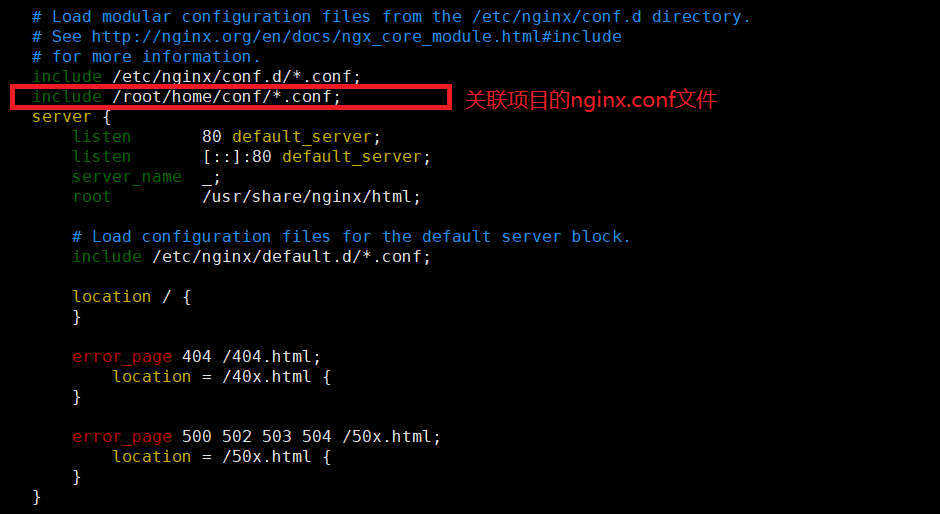 # Load modular configuration files from the /etc/nginx/conf.d directory.
# See http://nginx.org/en/docs/ngx_core_module.html#include
# for more information.
include /etc/nginx/conf.d/*.conf;
include /root/home/conf/*.conf; 关联项目的nginx.conf文件
server {
listen 80 default_server;
listen [::]:80 default_server;
server_name _;
root /usr/share/nginx/html;
# Load configuration files for the default server block.
include /etc/nginx/default.d/*.conf;
location / {
}
error_page 404 /404.html;
location = /40x.html {
}
error_page 500 502 503 504 /50x.html;
location = /50x.html {
}
}